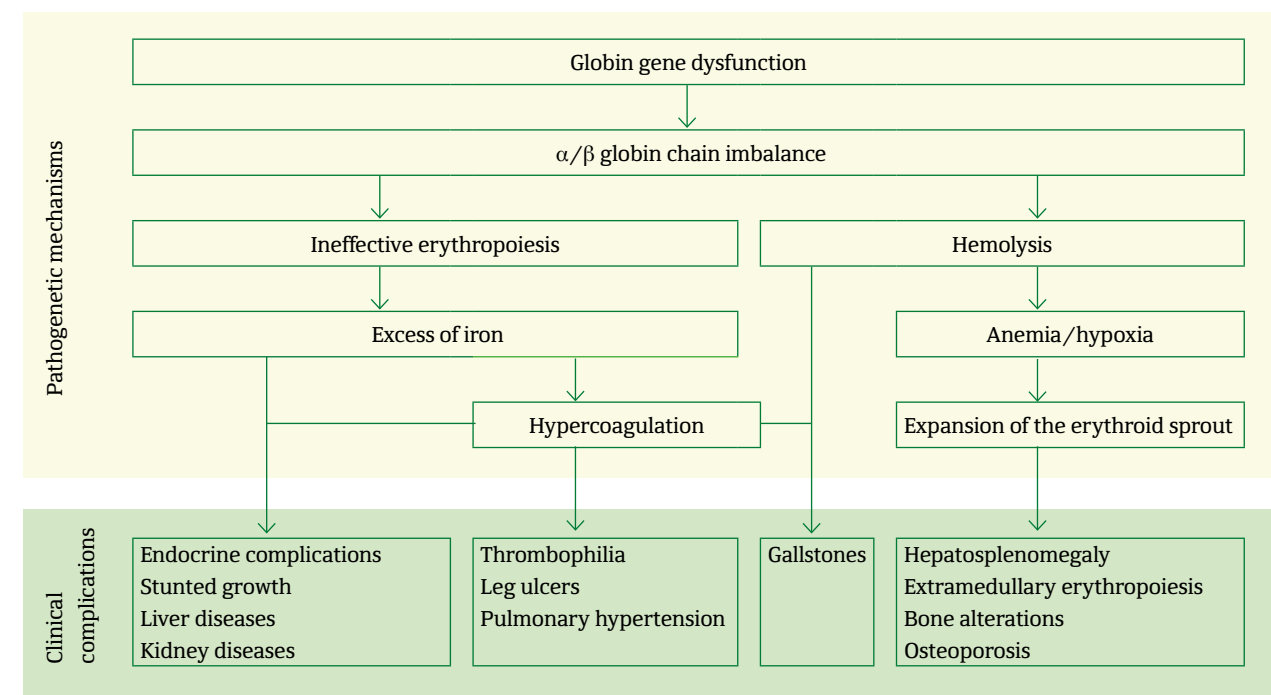 Pathogenetic mechanisms
Globin gene dysfunction
α/β globin chain imbalance
Ineffective erythropoiesis
Hemolysis
Excess of iron
Anemia/hypoxia
Hypercoagulation
Expansion of the erythroid sprout
Clinical
complications
Endocrine complications
Stunted growth
Liver diseases
Kidney diseases
Thrombophilia
Leg ulcers
Pulmonary hypertension
Gallstones
Hepatosplenomegaly
Extramedullary erythropoiesis
Bone alterations
Osteoporosis